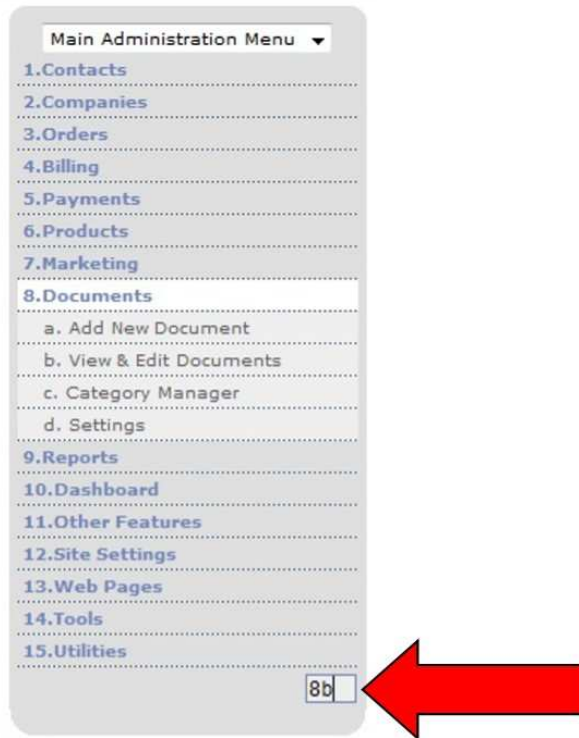 Main Administration Menu
1.Contacts
2.Companies
3.Orders
4.Billing
5.Payments
6.Products
7.Marketing
8.Documents
a. Add New Document
b. View & Edit Documents
c. Category Manager
d. Settings
9.Reports
10.Dashboard
11.Other Features
12.Site Settings
13.Web Pages
14.Tools
15.Utilities
8b